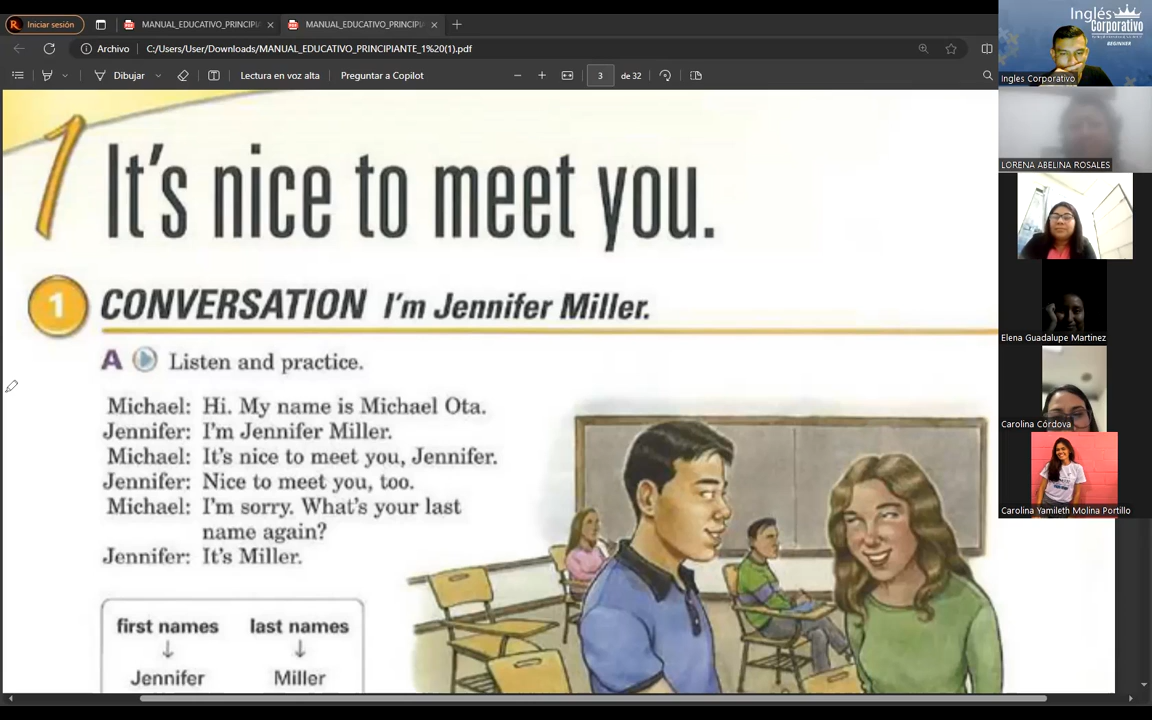 Iniciar sesión
MANUAL_EDUCATIVO_PRINCIPI
MANUAL_EDUCATIVO_PRINCIPI
Archivo
C:/Users/User/Downloads/MANUAL_EDUCATIVO_PRINCIPIANTE_1%20(1).pdf
Dibujar
Lectura en voz alta
Preguntar a Copilot
3 de 32
1 It's nice to meet you.
1 CONVERSATION I'm Jennifer Miller.
A Listen and practice.
Michael: Hi. My name is Michael Ota.
Jennifer: I'm Jennifer Miller.
Michael: It's nice to meet you, Jennifer.
Jennifer: Nice to meet you, too.
Michael: I'm sorry. What's your last
name again?
Jennifer: It's Miller.
first names last names
Jennifer Miller
Inglés
Corporativo
BEGINNER
Ingles Corporativo
LORENA ABELINA ROSALES
Elena Guadalupe Martínez
Carolina Córdova
Carolina Yamileth Molina Portillo